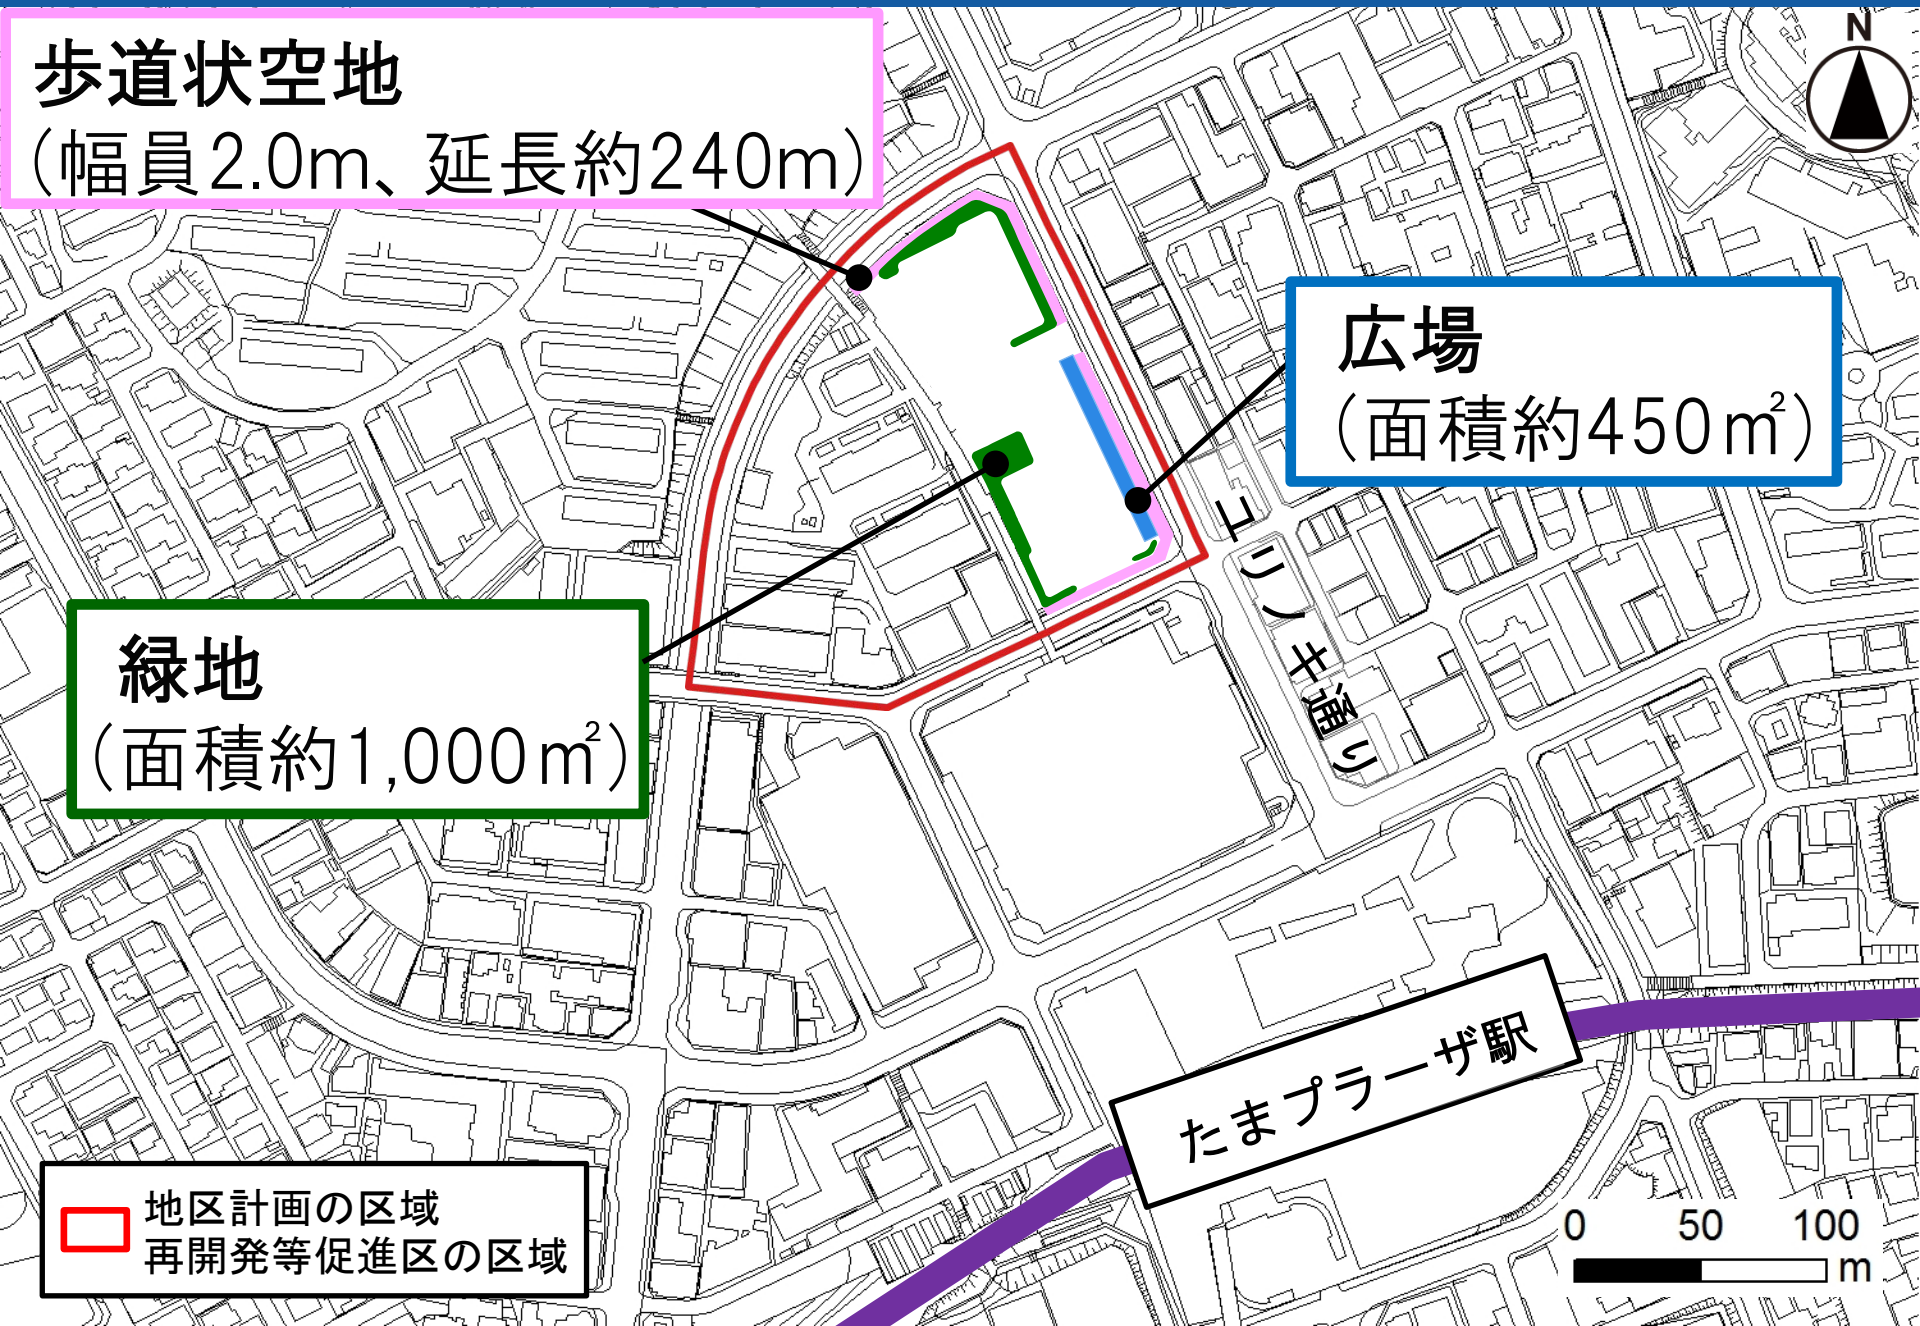 歩道状空地
（幅員2.0m、延長約240m）
N
広場
（面積約450㎡）
ユリノキ通り
緑地
（面積約1,000㎡）
たまプラーザ駅
地区計画の区域
再開発等促進区の区域
0 50 100
m